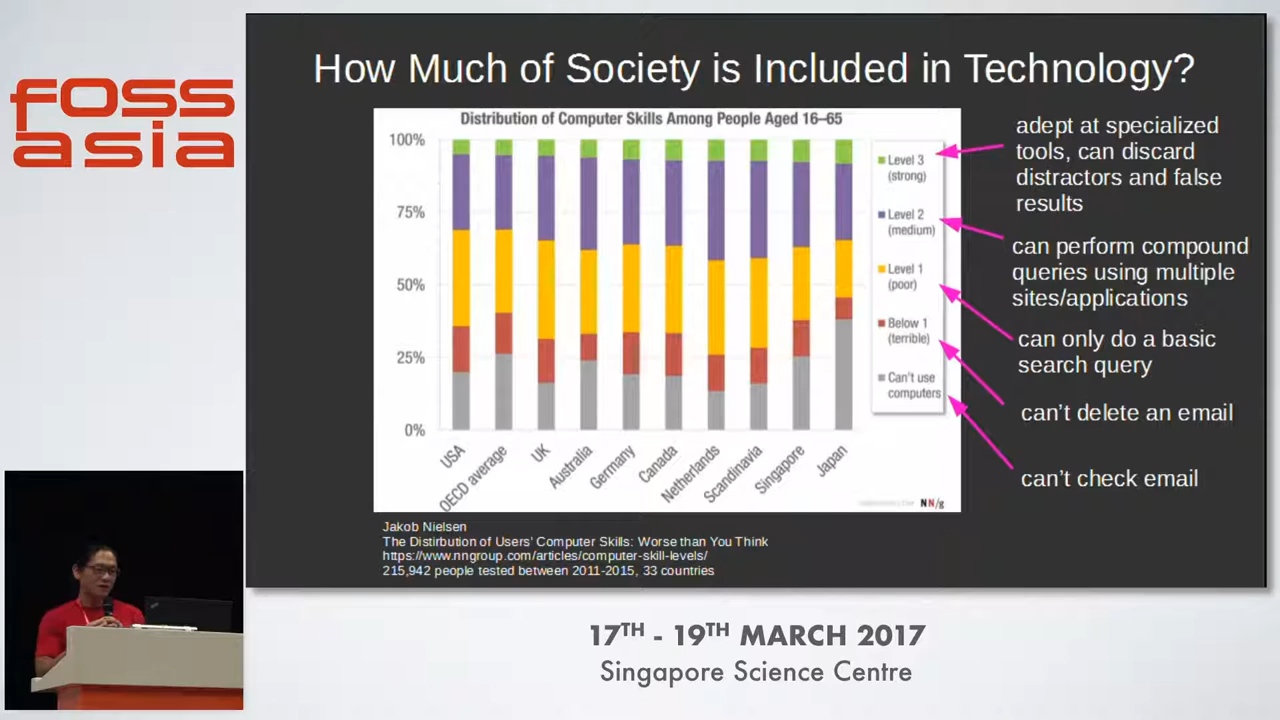 foss
asia
How Much of Society is Included in Technology?
Distribution of Computer Skills Among People Aged 16–65
100%
75%
50%
25%
0%
USA
OECD average
UK
Australia
Germany
Canada
Netherlands
Scandinavia
Singapore
Japan
Level 3
(strong)
Level 2
(medium)
Level 1
(poor)
Below 1
(terrible)
Can't use
computers
NN/g
adept at specialized
tools, can discard
distractors and false
results
can perform compound
queries using multiple
sites/applications
can only do a basic
search query
can't delete an email
can't check email
Jakob Nielsen
The Distirbution of Users' Computer Skills: Worse than You Think
https://www.nngroup.com/articles/computer-skill-levels/
215,942 people tested between 2011-2015, 33 countries
17TH - 19TH MARCH 2017
Singapore Science Centre